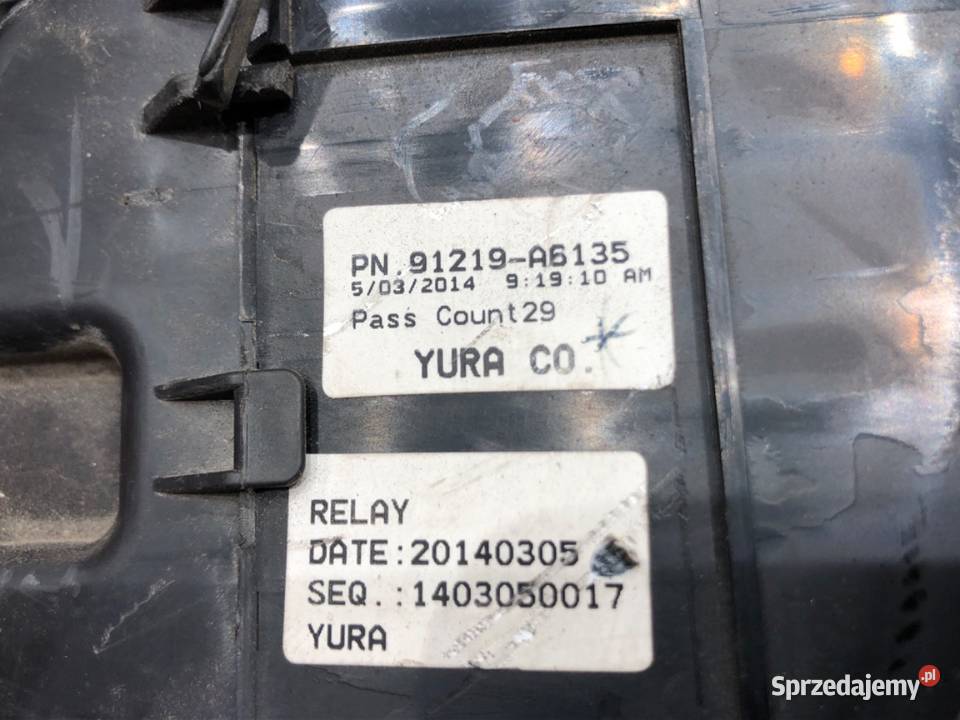 PN.91219-A6135
5/03/2014 9:19:10 AM
Pass Count29
YURA CO.
RELAY
DATE:20140305
SEQ.:1403050017
YURA
Sprzedajemy.pl